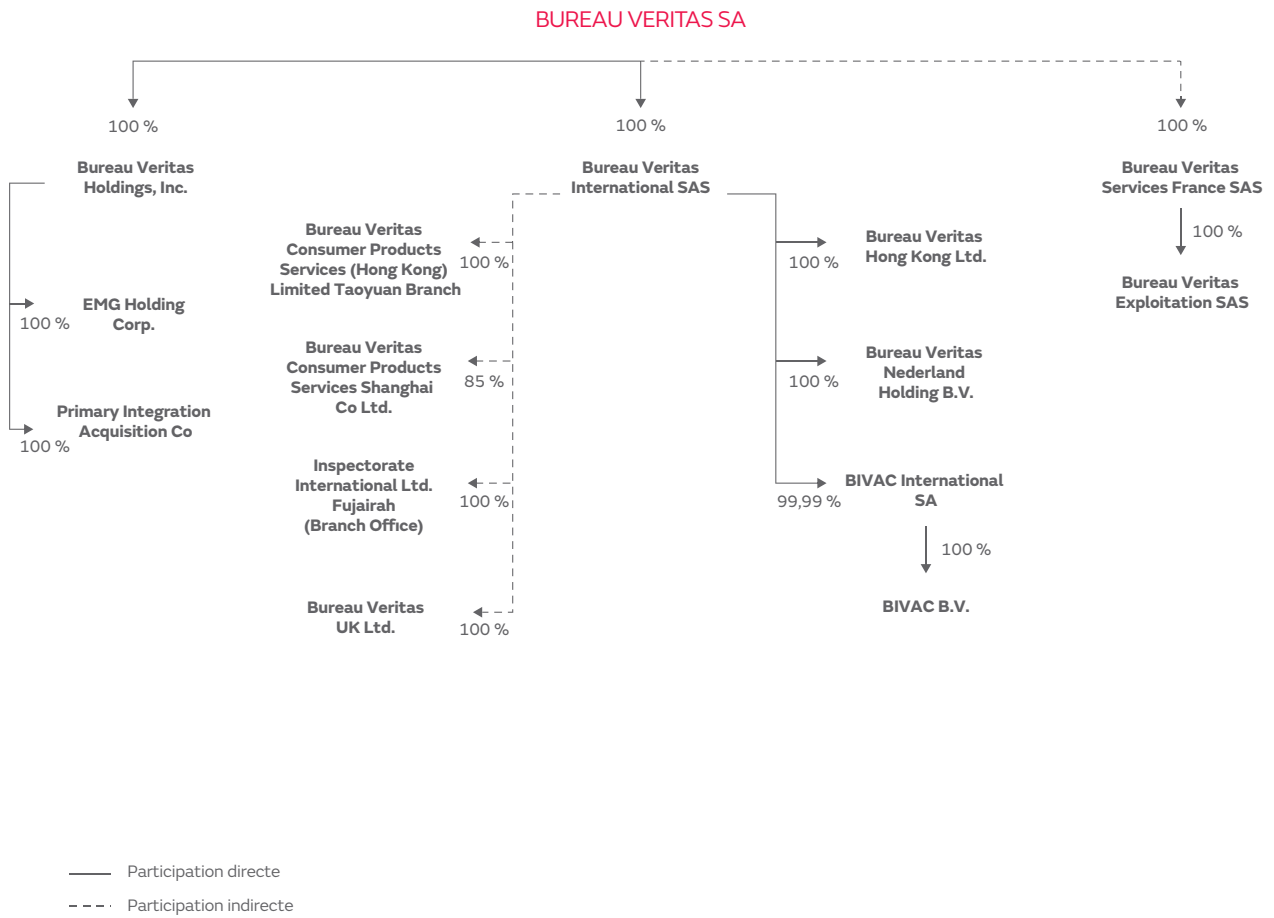 BUREAU VERITAS SA
100 %
100 %
100 %
Bureau Veritas
Holdings, Inc.
EMG Holding
Corp.
100 %
Primary Integration
Acquisition Co
100 %
Bureau Veritas
International SAS
Bureau Veritas
Consumer Products
Services (Hong Kong)
Limited Taoyuan Branch
100 %
Bureau Veritas
Consumer Products
Services Shanghai
Co Ltd.
85 %
Inspectorate
International Ltd.
Fujairah
(Branch Office)
100 %
Bureau Veritas
UK Ltd.
100 %
Bureau Veritas
Hong Kong Ltd.
100 %
Bureau Veritas
Nederland
Holding B.V.
100 %
BIVAC International
SA
99,99 %
100 %
BIVAC B.V.
Bureau Veritas
Services France SAS
100 %
Bureau Veritas
Exploitation SAS
Participation directe
Participation indirecte